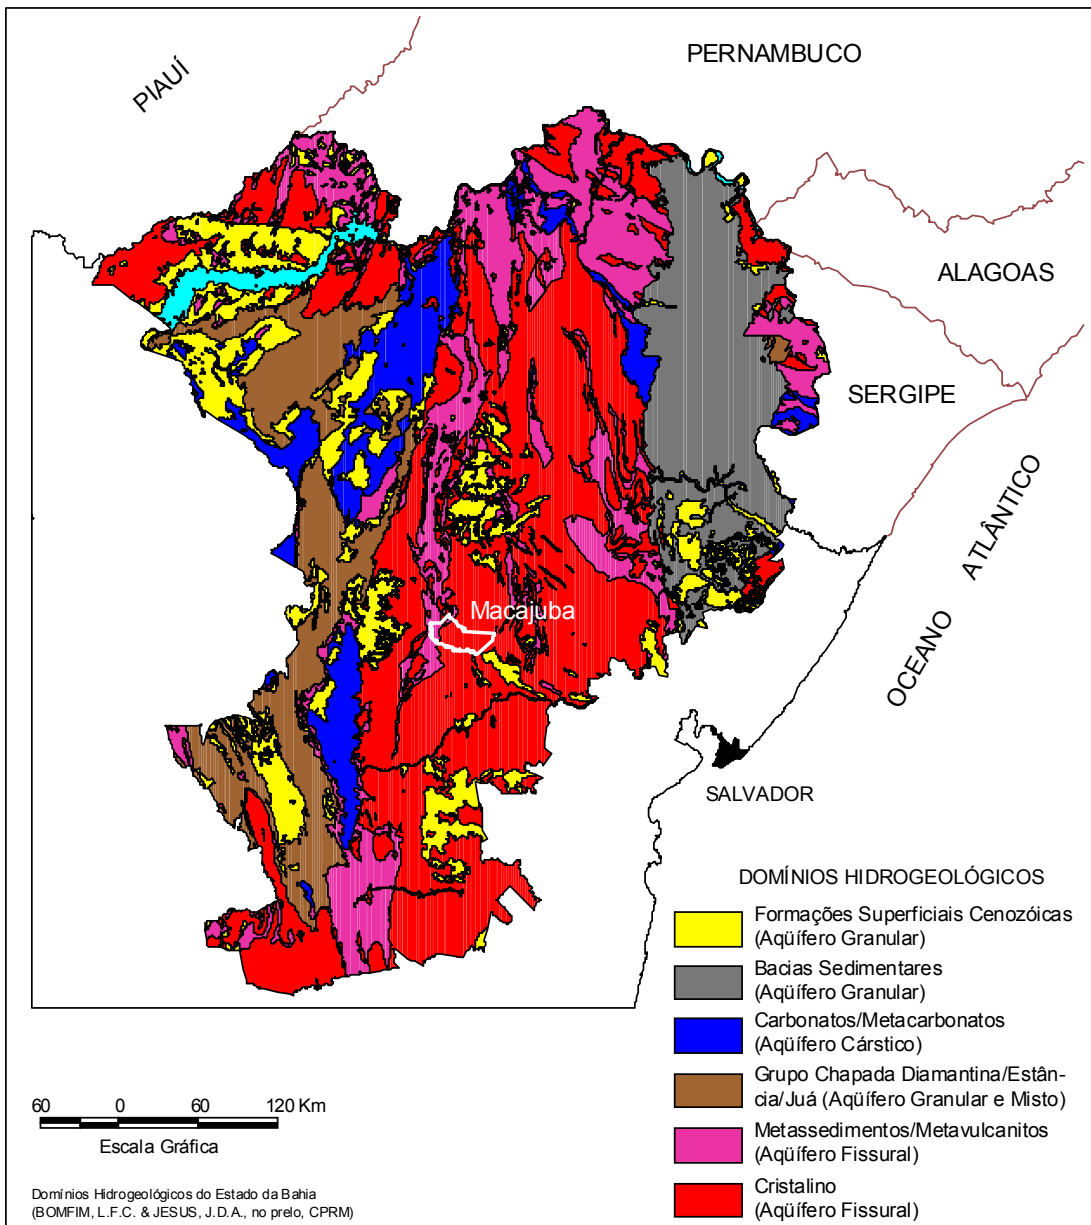 PIAUÍ
PERNAMBUCO
ALAGOAS
SERGIPE
OCEANO ATLÂNTICO
Macajuba
SALVADOR
DOMÍNIOS HIDROGEOLÓGICOS
Formações Superficiais Cenozóicas
(Aqüífero Granular)
Bacias Sedimentares
(Aqüífero Granular)
Carbonatos/Metacarbonatos
(Aqüífero Cárstico)
Grupo Chapada Diamantina/Estân-
cia/Juá (Aqüífero Granular e Misto)
Metassedimentos/Metavulcanitos
(Aqüífero Fissural)
Cristalino
(Aqüífero Fissural)
60 0 60 120 Km
Escala Gráfica
Domínios Hidrogeológicos do Estado da Bahia
(BOMFIM, L.F.C. & JESUS, J.D.A., no prelo, CPRM)